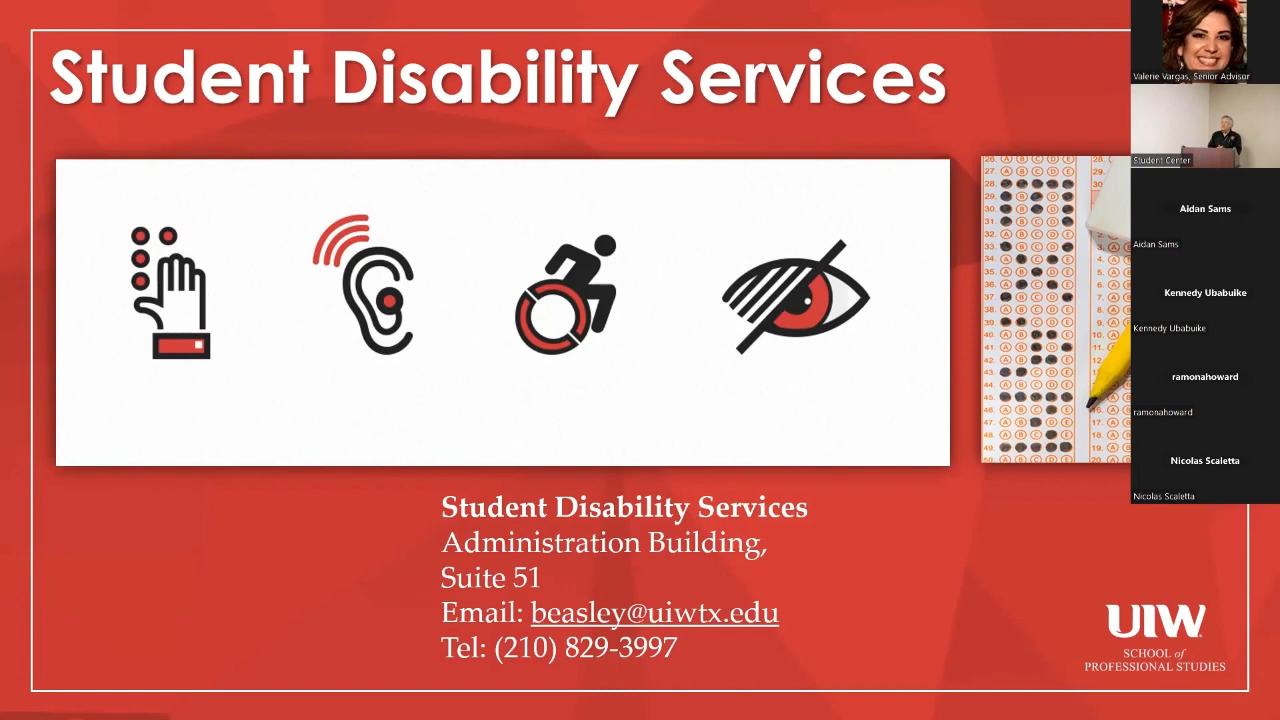 Student Disability Services
Student Disability Services
Administration Building,
Suite 51
Email: beasley@uiwtx.edu
Tel: (210) 829-3997
UIW
SCHOOL of
PROFESSIONAL STUDIES
Valerie Vargas, Senior Advisor
Student Center
Aidan Sams
Aidan Sams
Kennedy Ubabuike
Kennedy Ubabuike
ramonahoward
ramonahoward
Nicolas Scaletta
Nicolas Scaletta